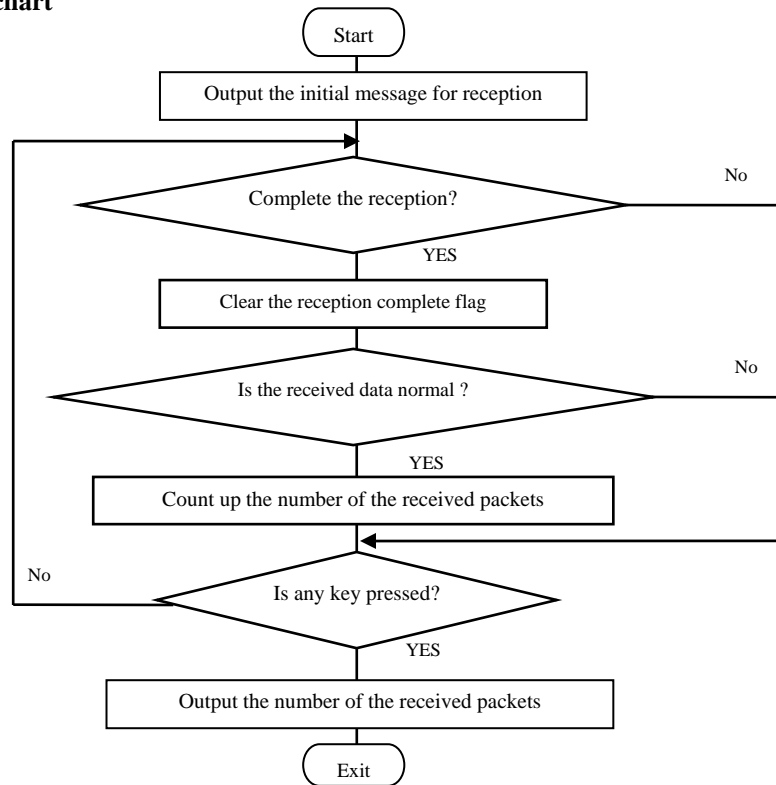 Start
Output the initial message for reception
No
Complete the reception?
YES
Clear the reception complete flag
No
Is the received data normal ?
YES
Count up the number of the received packets
No
Is any key pressed?
YES
Output the number of the received packets
Exit